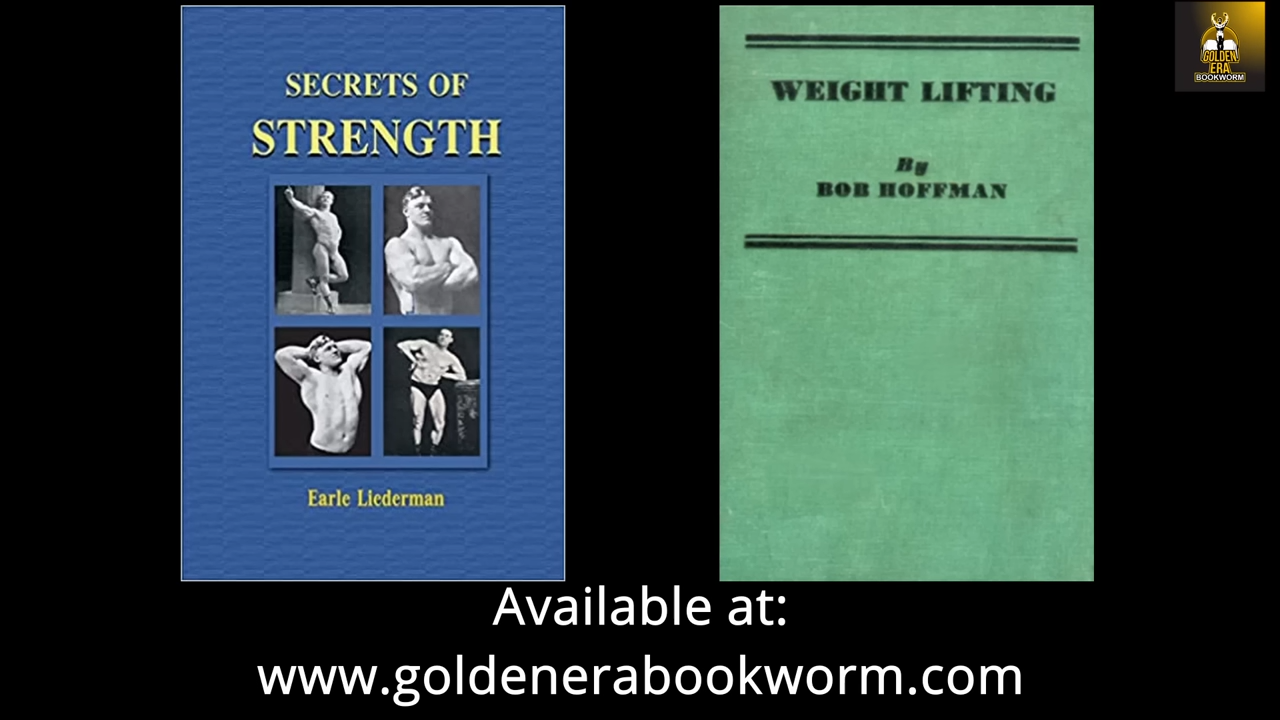 SECRETS OF
STRENGTH
Earle Liederman
WEIGHT LIFTING
By
BOB HOFFMAN
GOLDEN
ERA
BOOKWORM
Available at:
www.goldenerabookworm.com